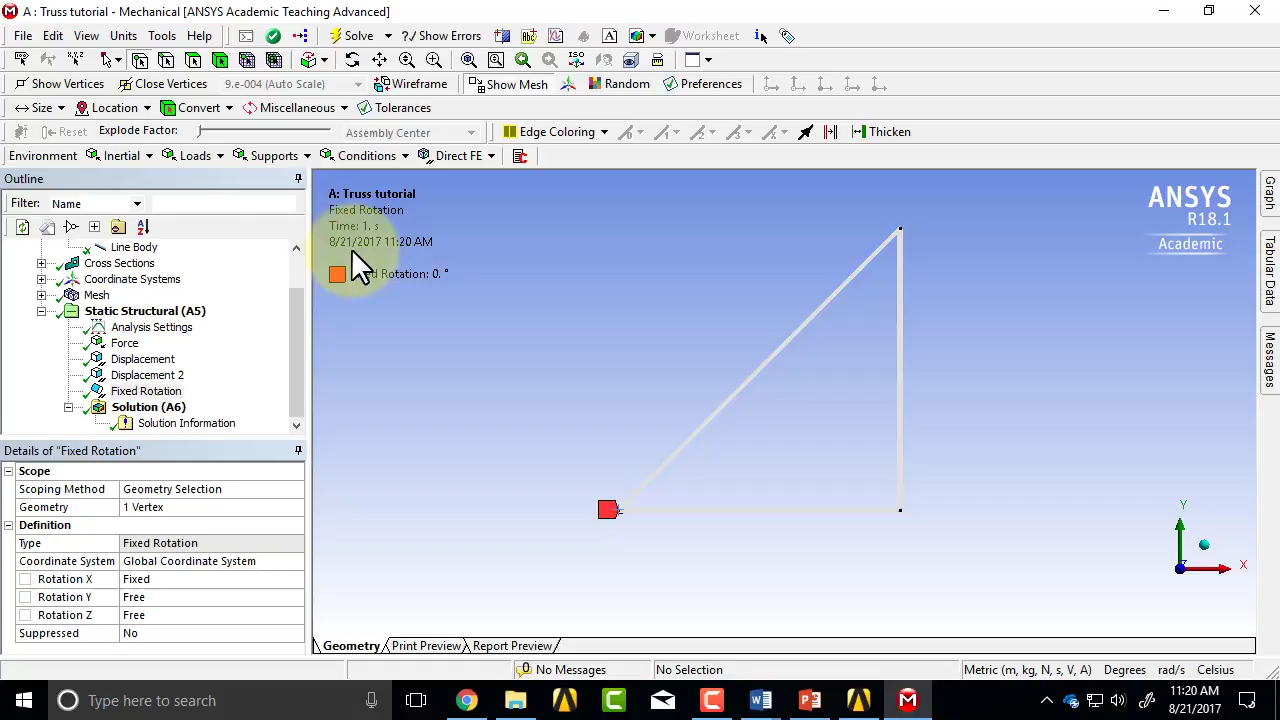 A : Truss tutorial - Mechanical [ANSYS Academic Teaching Advanced]
File Edit View Units Tools Help Solve Show Errors Worksheet
Show Vertices Close Vertices 9.e-004 (Auto Scale) Wireframe Show Mesh Random Preferences
Size Location Convert Miscellaneous Tolerances
Reset Explode Factor: Assembly Center Edge Coloring Thicken
Environment Inertial Loads Supports Conditions Direct FE
Outline
Filter: Name
Line Body
Cross Sections
Coordinate Systems
Mesh
Static Structural (A5)
Analysis Settings
Force
Displacement
Displacement 2
Fixed Rotation
Solution (A6)
Solution Information
Details of "Fixed Rotation"
Scope
Scoping Method Geometry Selection
Geometry 1 Vertex
Definition
Type Fixed Rotation
Coordinate System Global Coordinate System
Rotation X Fixed
Rotation Y Free
Rotation Z Free
Suppressed No
A: Truss tutorial
Fixed Rotation
Time: 1. s
8/21/2017 11:20 AM
Rotation: 0. °
ANSYS
R18.1
Academic
Y
X
Graph
Tabular Data
Messages
Geometry Print Preview Report Preview
0 No Messages No Selection Metric (m, kg, N, s, V, A) Degrees rad/s Celsius
Type here to search
11:20 AM
8/21/2017